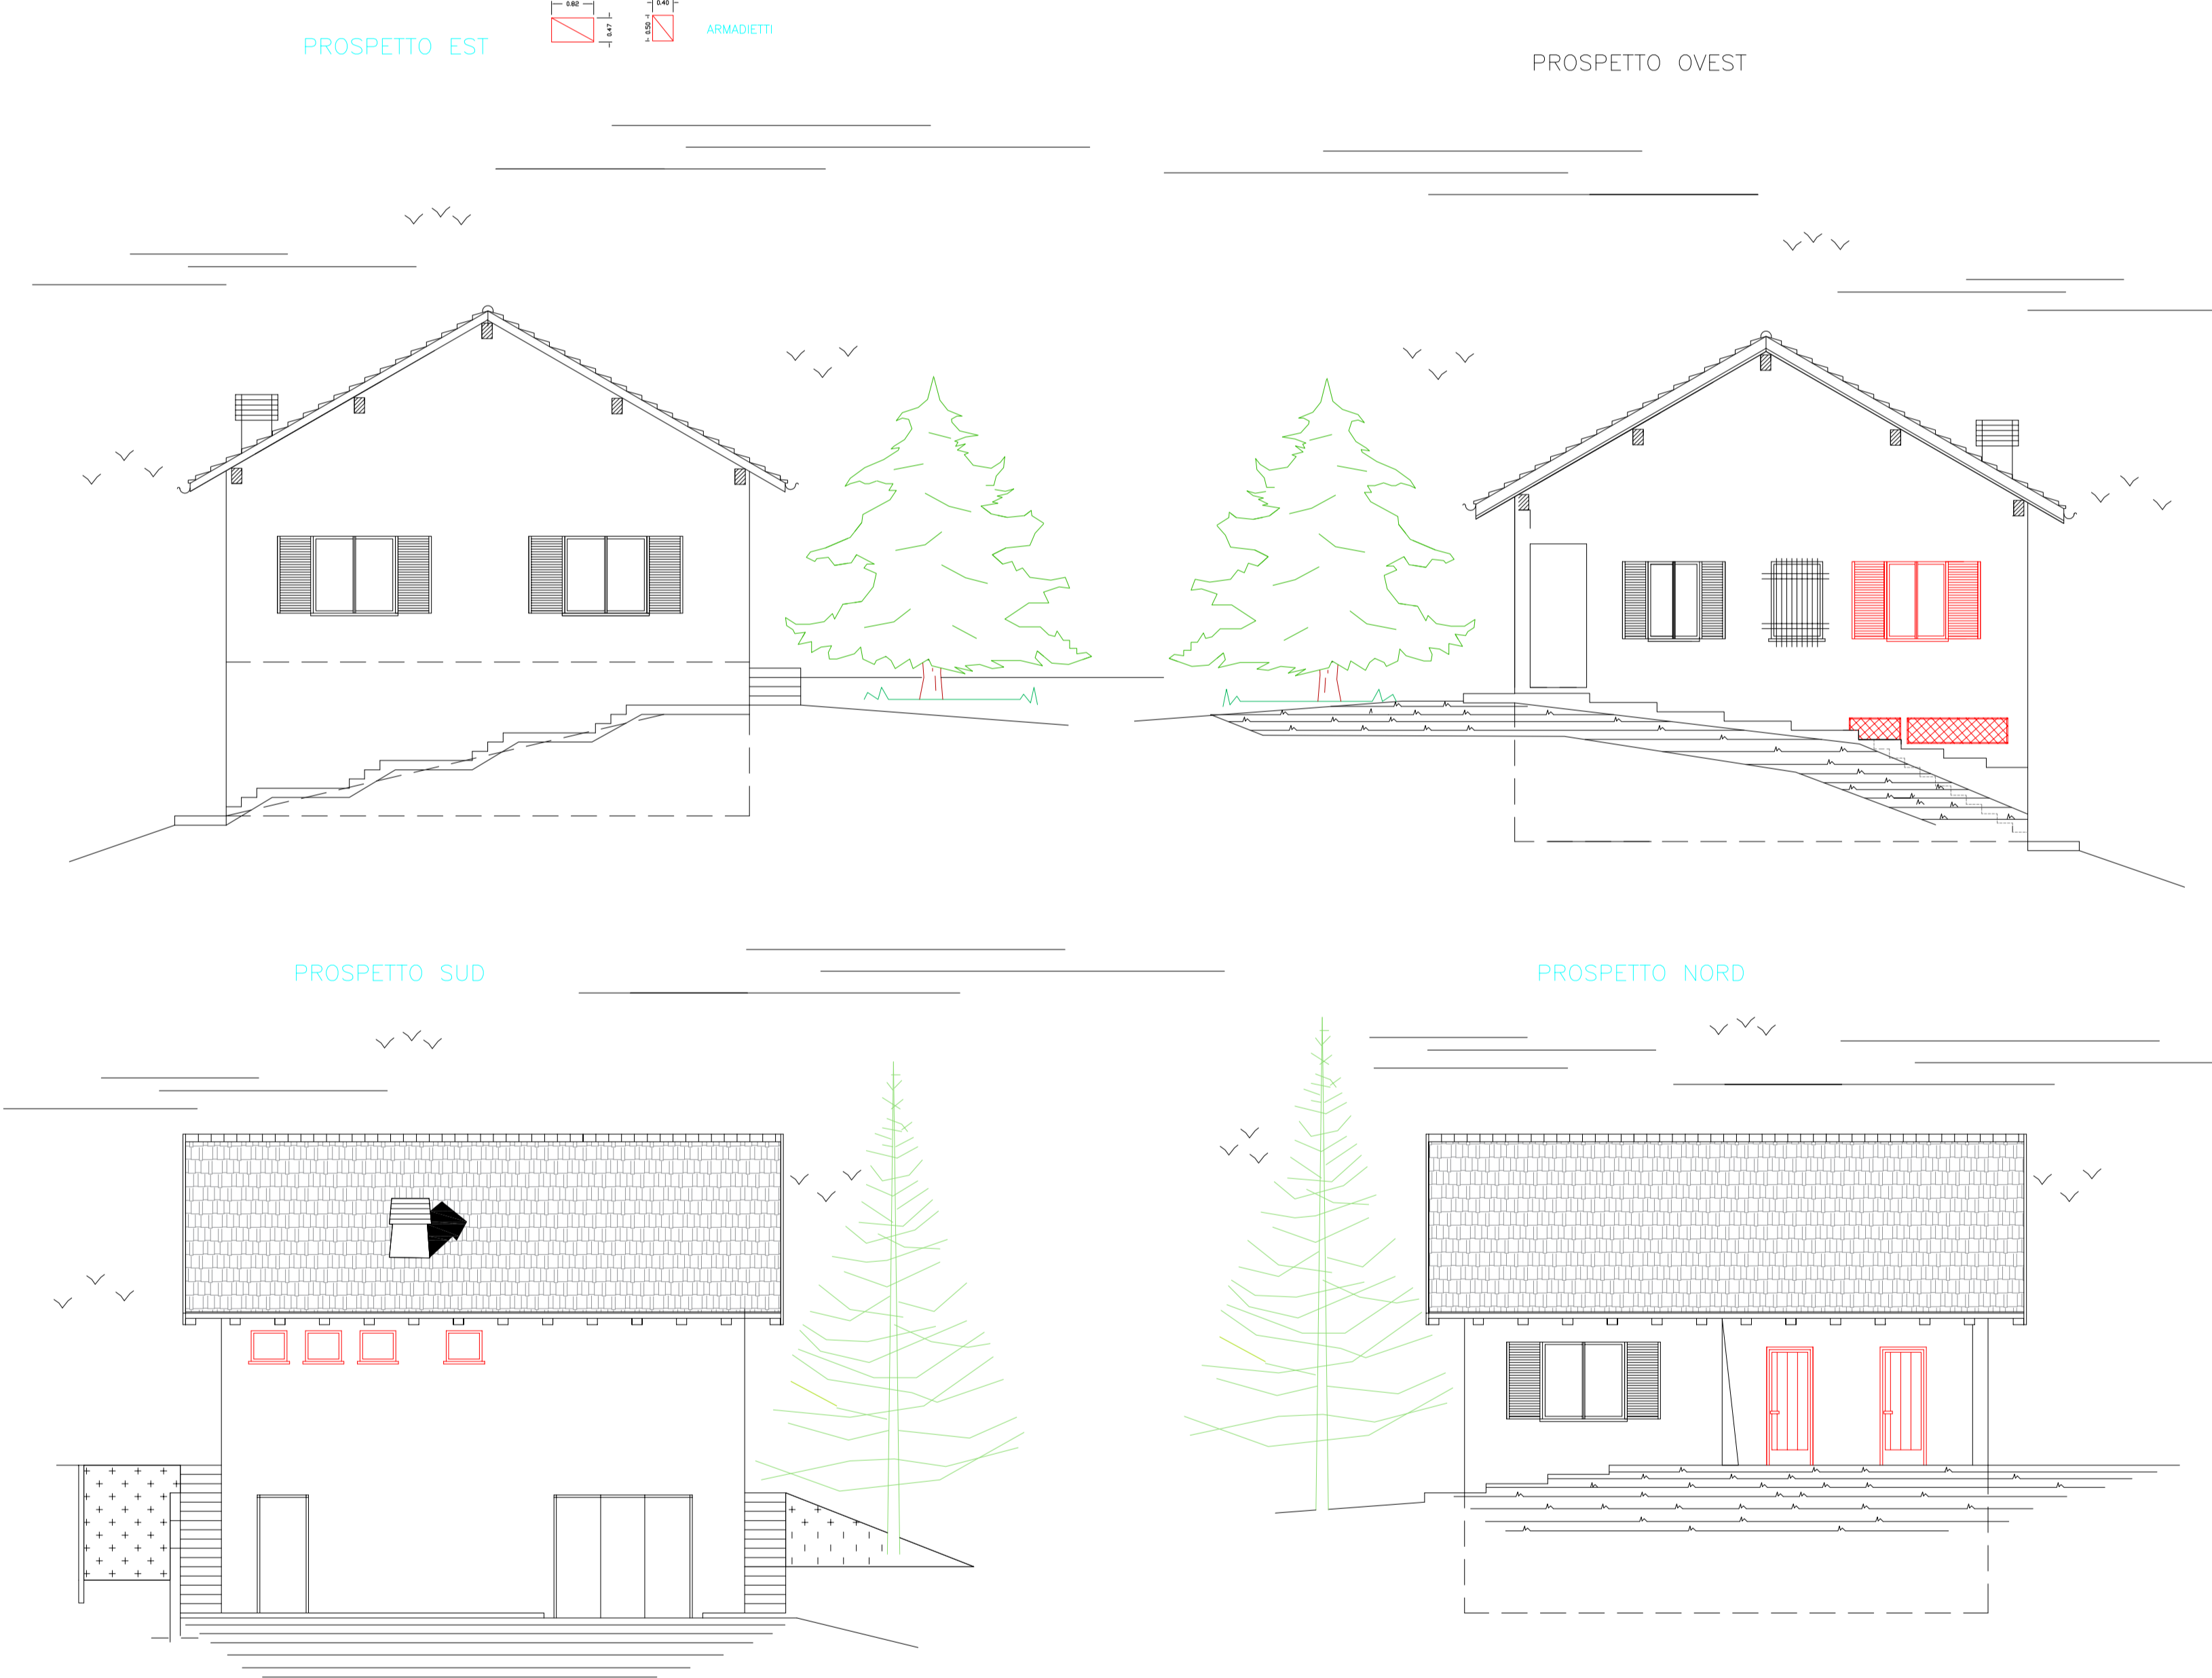 0.82
0.47
0.40
0.50
ARMADIETTI
PROSPETTO EST
PROSPETTO OVEST
PROSPETTO SUD
PROSPETTO NORD